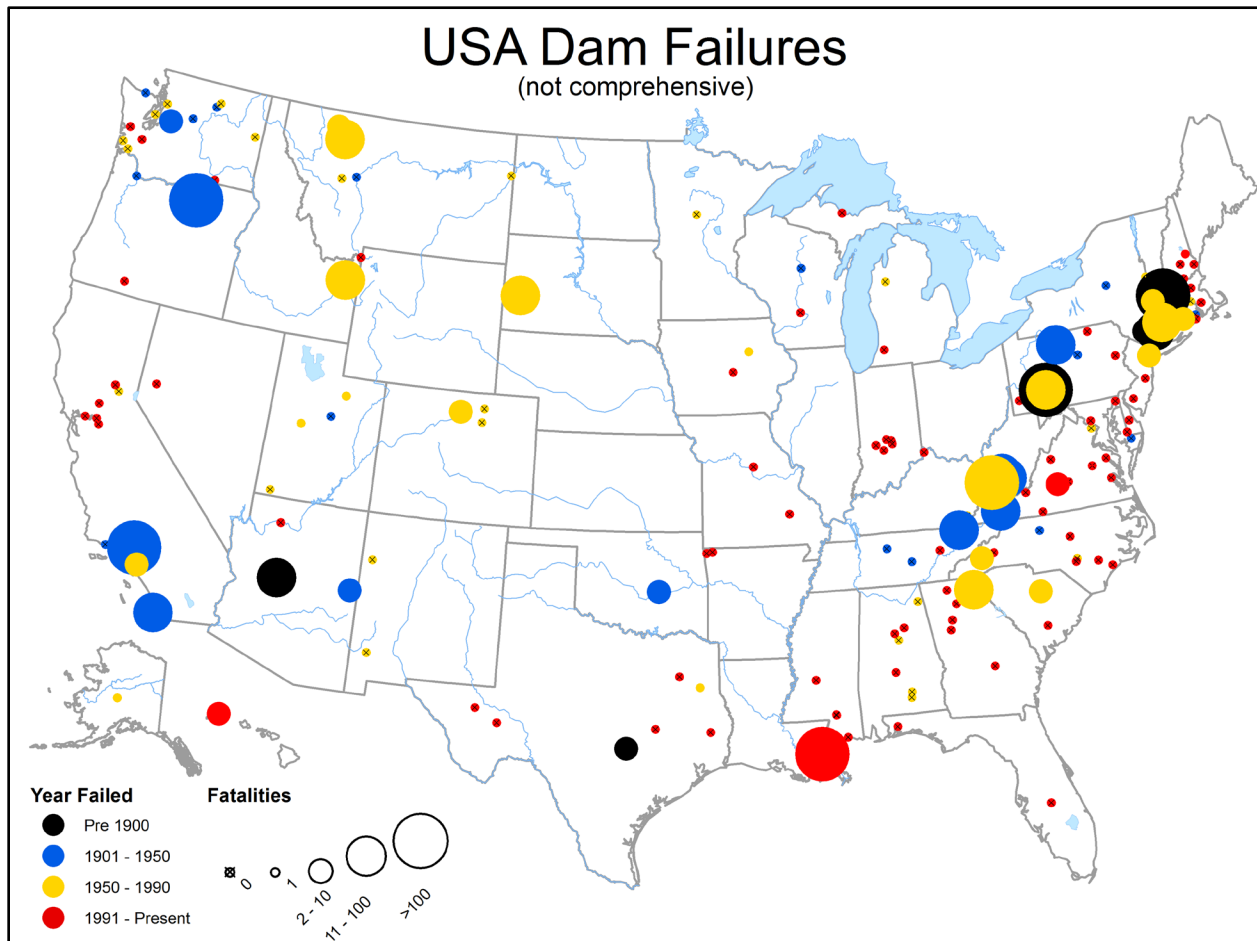 USA Dam Failures
(not comprehensive)
Year Failed
Pre 1900
1901 - 1950
1950 - 1990
1991 - Present
Fatalities
0
1
2 - 10
11 - 100
>100